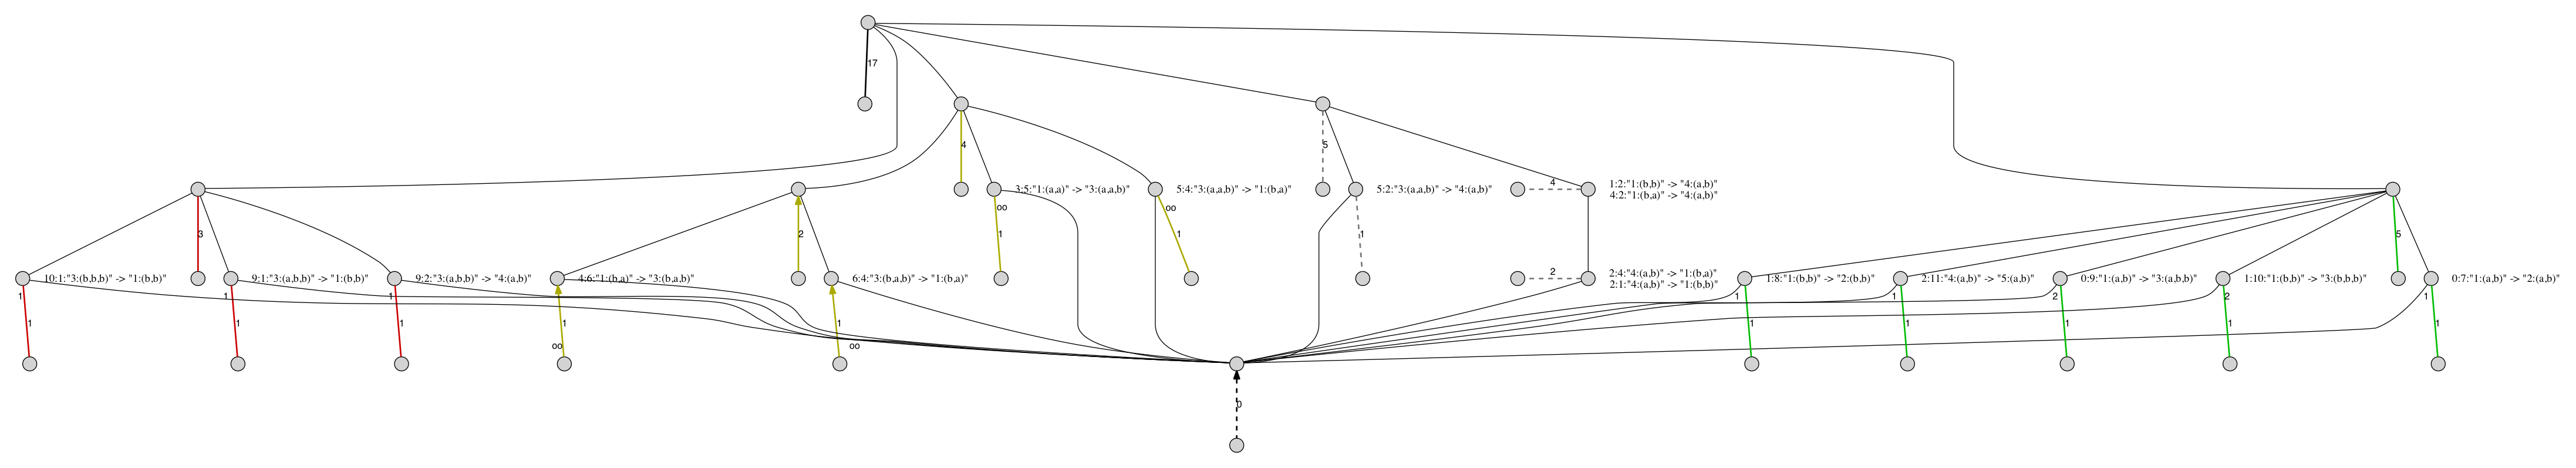 17
4
5
3:5:"1:(a,a)" -> "3:(a,a,b)"
5:4:"3:(a,a,b)" -> "1:(b,a)"
5:2:"3:(a,a,b)" -> "4:(a,b)"
4
1:2:"1:(b,b)" -> "4:(a,b)"
4:2:"1:(b,a)" -> "4:(a,b)"
oo
oo
3
2
1
1
1
5
10:1:"3:(b,b,b)" -> "1:(b,b)"
9:1:"3:(a,b,b)" -> "1:(b,b)"
9:2:"3:(a,b,b)" -> "4:(a,b)"
4:6:"1:(b,a)" -> "3:(b,a,b)"
6:4:"3:(b,a,b)" -> "1:(b,a)"
2
2:4:"4:(a,b)" -> "1:(b,a)"
2:1:"4:(a,b)" -> "1:(b,b)"
1:8:"1:(b,b)" -> "2:(b,b)"
2:11:"4:(a,b)" -> "5:(a,b)"
0:9:"1:(a,b)" -> "3:(a,b,b)"
1:10:"1:(b,b)" -> "3:(b,b,b)"
0:7:"1:(a,b)" -> "2:(a,b)"
1
1
1
1
1
2
2
1
1
1
1
1
1
1
1
1
1
1
oo
oo
0